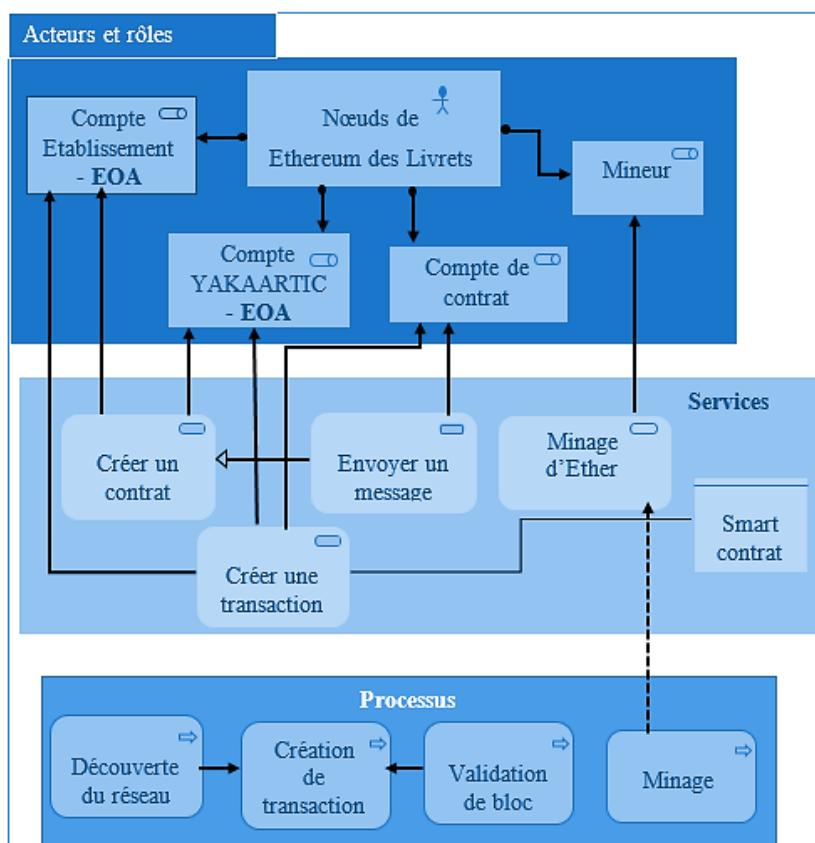 Acteurs et rôles
Compte
Etablissement
- EOA
Nœuds de
Ethereum des Livrets
Mineur
Compte
YAKAARTIC
- EOA
Compte de
contrat
Services
Créer un
contrat
Envoyer un
message
Minage
d’Ether
Smart
contrat
Créer une
transaction
Processus
Découverte
du réseau
Création
de
transaction
Validation
de bloc
Minage